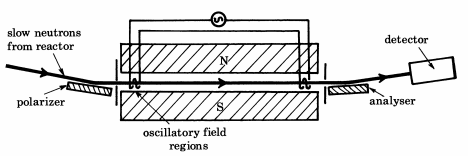 S
slow neutrons
from reactor
detector
N
polarizer
S
analyser
oscillatory field
regions